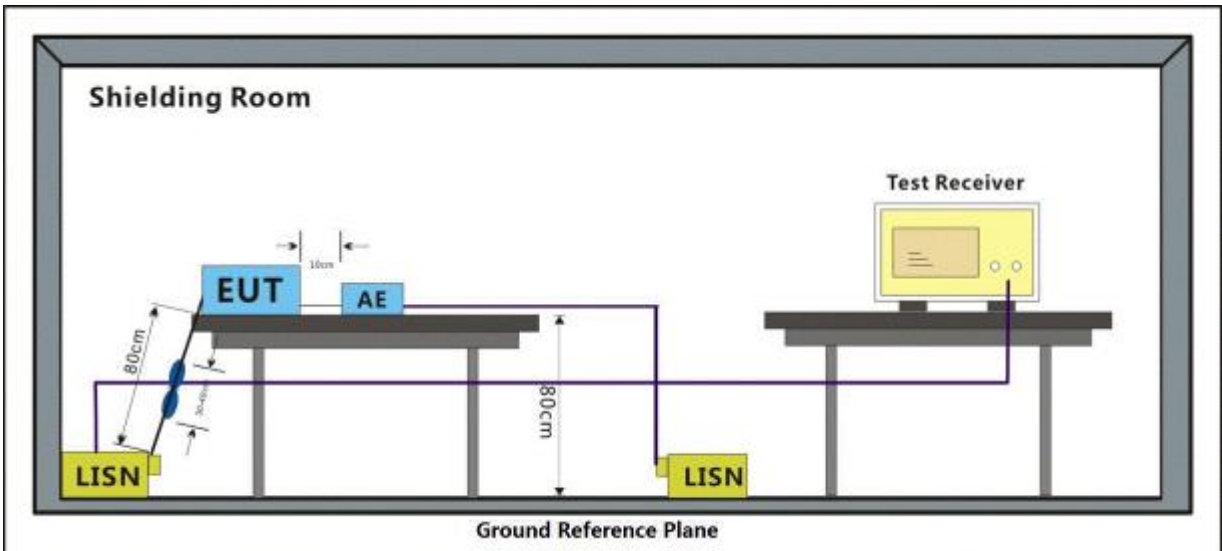 Shielding Room
Test Receiver
10cm
EUT
AE
80cm
80cm
LISN
LISN
Ground Reference Plane